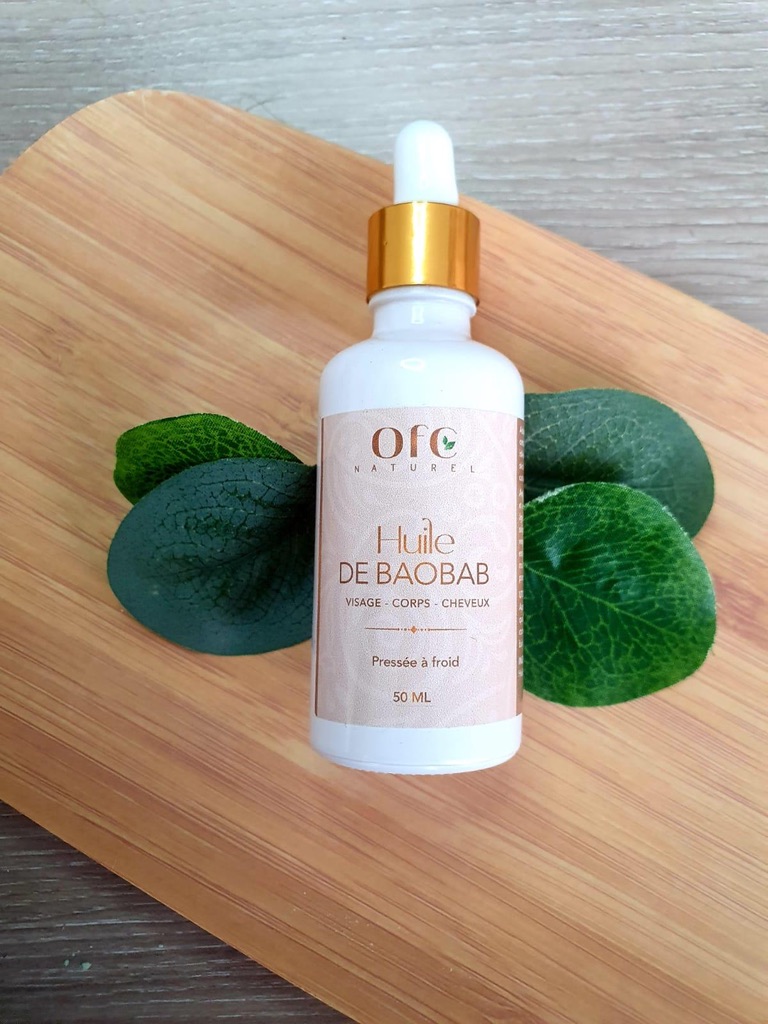 Ofc
NATUREL
Huile
DE BAOBAB
VISAGE - CORPS - CHEVEUX
Pressée à froid
50 ML